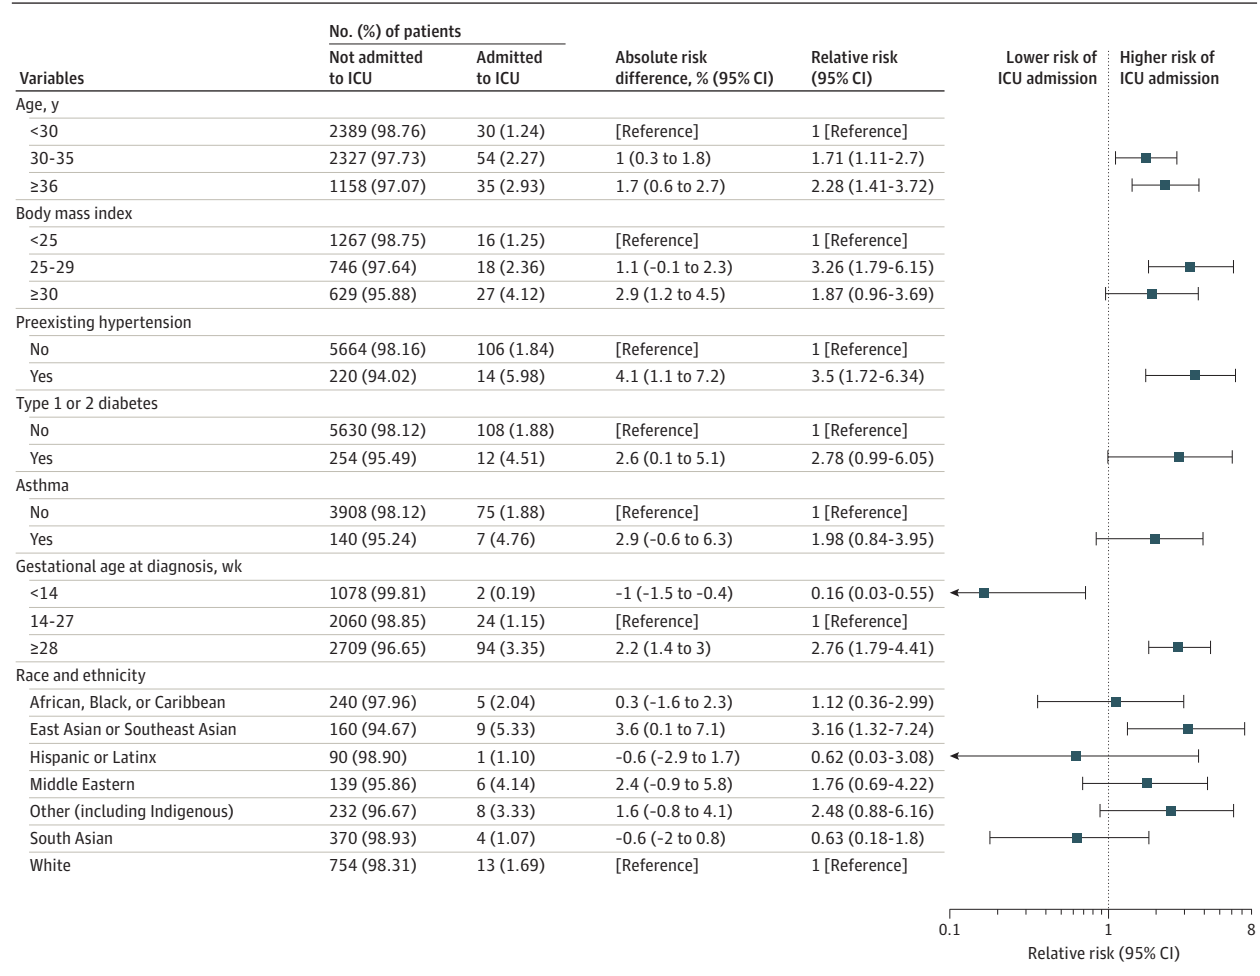 No. (%) of patients
Variables Not admitted to ICU Admitted to ICU Absolute risk difference, % (95% CI) Relative risk (95% CI) Lower risk of ICU admission Higher risk of ICU admission
Age, y
<30 2389 (98.76) 30 (1.24) [Reference] 1 [Reference]
30-35 2327 (97.73) 54 (2.27) 1 (0.3 to 1.8) 1.71 (1.11-2.7)
≥36 1158 (97.07) 35 (2.93) 1.7 (0.6 to 2.7) 2.28 (1.41-3.72)
Body mass index
<25 1267 (98.75) 16 (1.25) [Reference] 1 [Reference]
25-29 746 (97.64) 18 (2.36) 1.1 (-0.1 to 2.3) 3.26 (1.79-6.15)
≥30 629 (95.88) 27 (4.12) 2.9 (1.2 to 4.5) 1.87 (0.96-3.69)
Preexisting hypertension
No 5664 (98.16) 106 (1.84) [Reference] 1 [Reference]
Yes 220 (94.02) 14 (5.98) 4.1 (1.1 to 7.2) 3.5 (1.72-6.34)
Type 1 or 2 diabetes
No 5630 (98.12) 108 (1.88) [Reference] 1 [Reference]
Yes 254 (95.49) 12 (4.51) 2.6 (0.1 to 5.1) 2.78 (0.99-6.05)
Asthma
No 3908 (98.12) 75 (1.88) [Reference] 1 [Reference]
Yes 140 (95.24) 7 (4.76) 2.9 (-0.6 to 6.3) 1.98 (0.84-3.95)
Gestational age at diagnosis, wk
<14 1078 (99.81) 2 (0.19) -1 (-1.5 to -0.4) 0.16 (0.03-0.55)
14-27 2060 (98.85) 24 (1.15) [Reference] 1 [Reference]
≥28 2709 (96.65) 94 (3.35) 2.2 (1.4 to 3) 2.76 (1.79-4.41)
Race and ethnicity
African, Black, or Caribbean 240 (97.96) 5 (2.04) 0.3 (-1.6 to 2.3) 1.12 (0.36-2.99)
East Asian or Southeast Asian 160 (94.67) 9 (5.33) 3.6 (0.1 to 7.1) 3.16 (1.32-7.24)
Hispanic or Latinx 90 (98.90) 1 (1.10) -0.6 (-2.9 to 1.7) 0.62 (0.03-3.08)
Middle Eastern 139 (95.86) 6 (4.14) 2.4 (-0.9 to 5.8) 1.76 (0.69-4.22)
Other (including Indigenous) 232 (96.67) 8 (3.33) 1.6 (-0.8 to 4.1) 2.48 (0.88-6.16)
South Asian 370 (98.93) 4 (1.07) -0.6 (-2 to 0.8) 0.63 (0.18-1.8)
White 754 (98.31) 13 (1.69) [Reference] 1 [Reference]
0.1 1 8
Relative risk (95% CI)